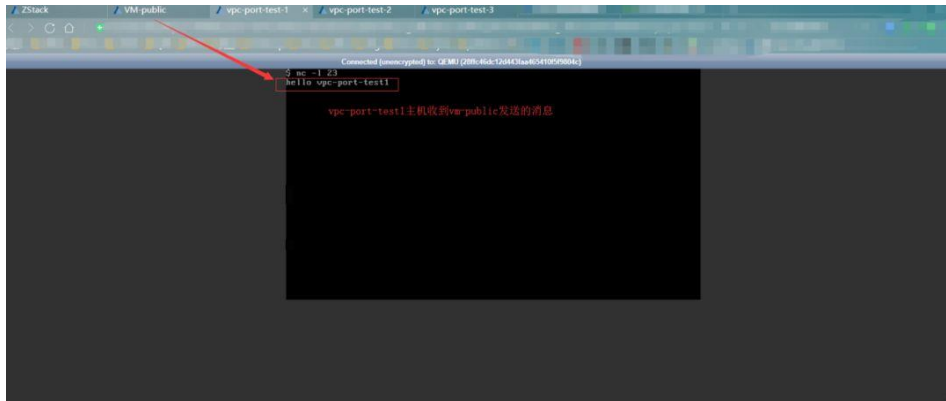 ZStack
VM-public
vpc-port-test-1 ×
vpc-port-test-2
vpc-port-test-3
Connected (unencrypted) to: QEMU
$ nc -l 23
hello vpc-port-test1
vpc-port-test1主机收到vm-public发送的消息